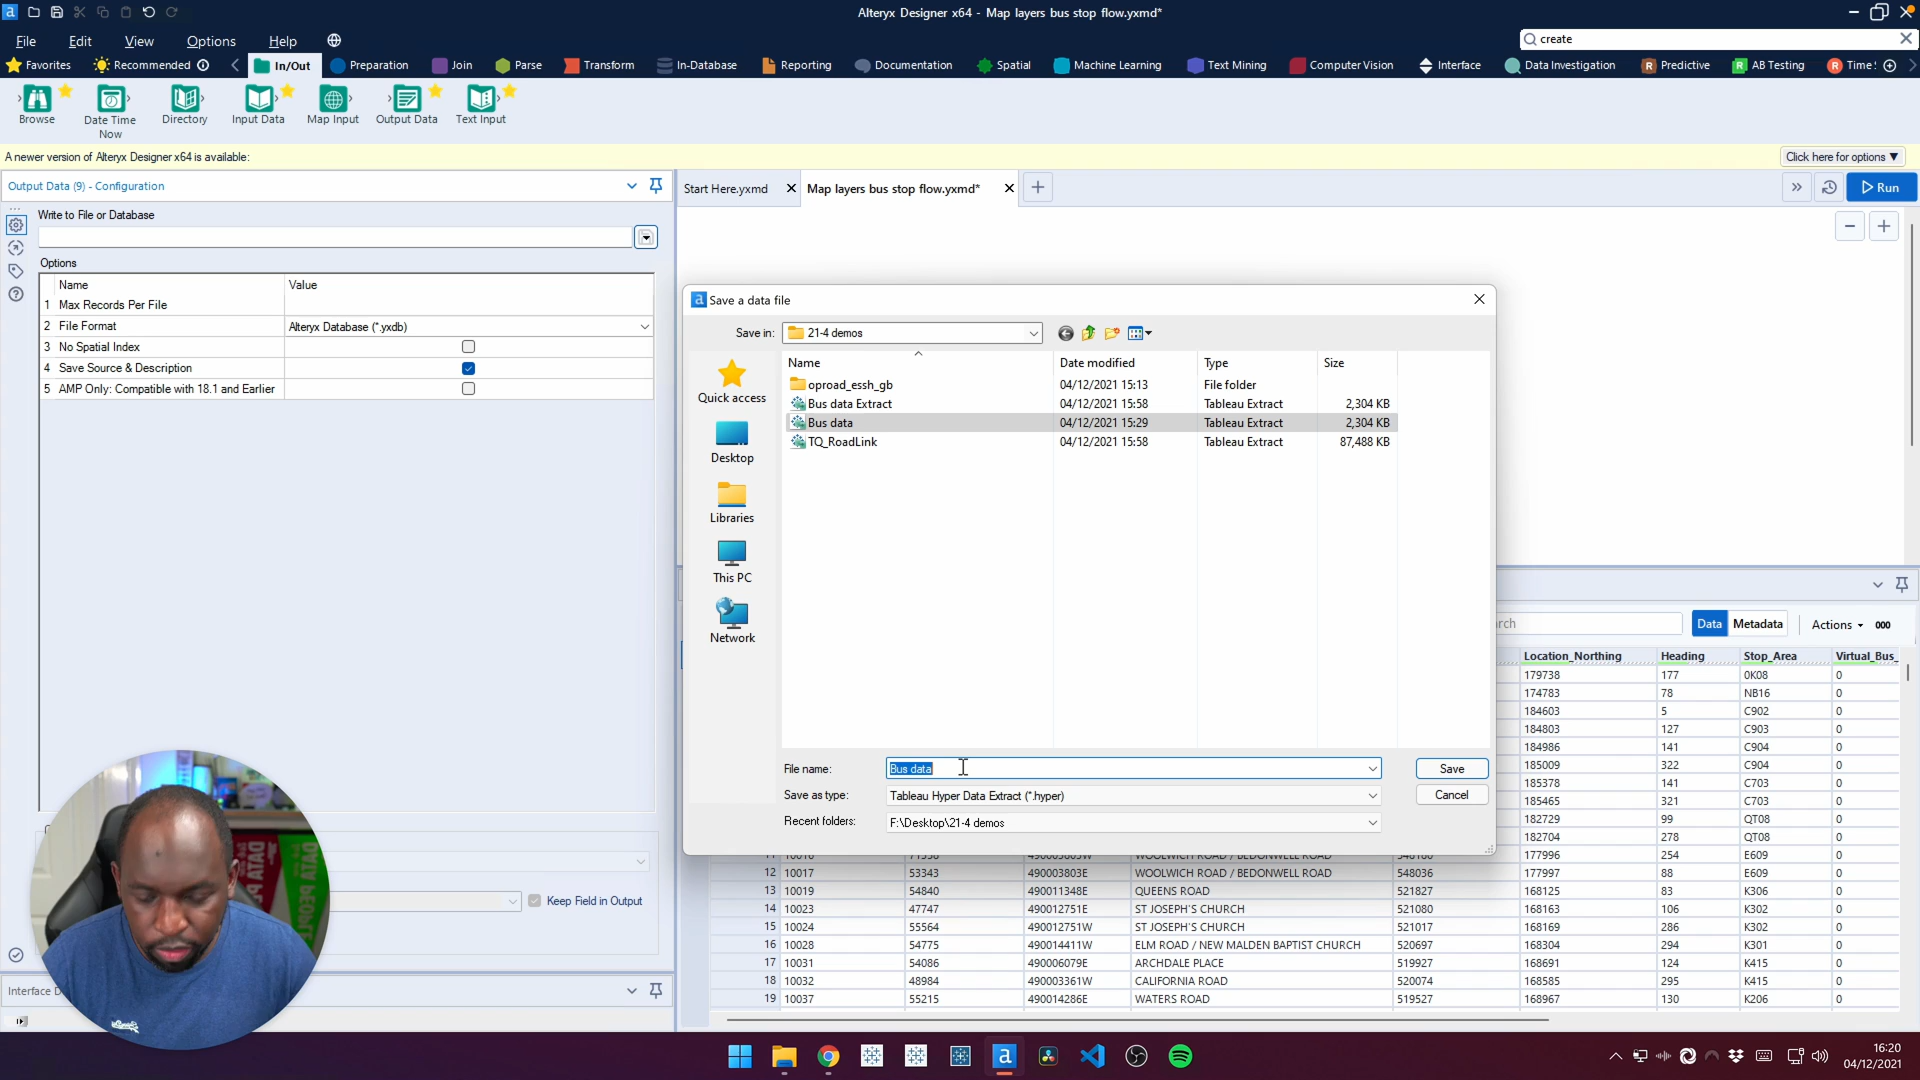 Alteryx Designer x64 - Map layers bus stop flow.yxmd*
File Edit View Options Help
create
Favorites Recommended In/Out Preparation Join Parse Transform In-Database Reporting Documentation Spatial Machine Learning Text Mining Computer Vision Interface Data Investigation Predictive AB Testing Time
Browse Date Time Now Directory Input Data Map Input Output Data Text Input
A newer version of Alteryx Designer x64 is available:
Click here for options ▼
Output Data (9) - Configuration
Start Here.yxmd
Map layers bus stop flow.yxmd*
Run
Write to File or Database
Options
Name Value
1 Max Records Per File
2 File Format Alteryx Database (*.yxdb)
3 No Spatial Index
4 Save Source & Description
5 AMP Only: Compatible with 18.1 and Earlier
Keep Field in Output
Interface D
Save a data file
Save in: 21-4 demos
Name Date modified Type Size
oproad_essh_gb 04/12/2021 15:13 File folder
Bus data Extract 04/12/2021 15:58 Tableau Extract 2,304 KB
Bus data 04/12/2021 15:29 Tableau Extract 2,304 KB
TQ_RoadLink 04/12/2021 15:58 Tableau Extract 87,488 KB
Quick access
Desktop
Libraries
This PC
Network
File name: Bus data Save
Save as type: Tableau Hyper Data Extract (*.hyper) Cancel
Recent folders: F:\Desktop\21-4 demos
rch Data Metadata Actions 000
Location_Northing Heading Stop_Area Virtual_Bus_
179738 177 0K08 0
174783 78 NB16 0
184603 5 C902 0
184803 127 C903 0
184986 141 C904 0
185009 322 C904 0
185378 141 C703 0
185465 321 C703 0
182729 99 QT08 0
182704 278 QT08 0
177996 254 E609 0
12 10017 53343 490003803E WOOLWICH ROAD / BEDONWELL ROAD 548036 177997 88 E609 0
13 10019 54840 490011348E QUEENS ROAD 521827 168125 83 K306 0
14 10023 47747 490012751E ST JOSEPH'S CHURCH 521080 168163 106 K302 0
15 10024 55564 490012751W ST JOSEPH'S CHURCH 521017 168169 286 K302 0
16 10028 54775 490014411W ELM ROAD / NEW MALDEN BAPTIST CHURCH 520697 168304 294 K301 0
17 10031 54086 490006079E ARCHDALE PLACE 519927 168691 124 K415 0
18 10032 48984 490003361W CALIFORNIA ROAD 520074 168585 295 K415 0
19 10037 55215 490014286E WATERS ROAD 519527 168967 130 K206 0
16:20
04/12/2021